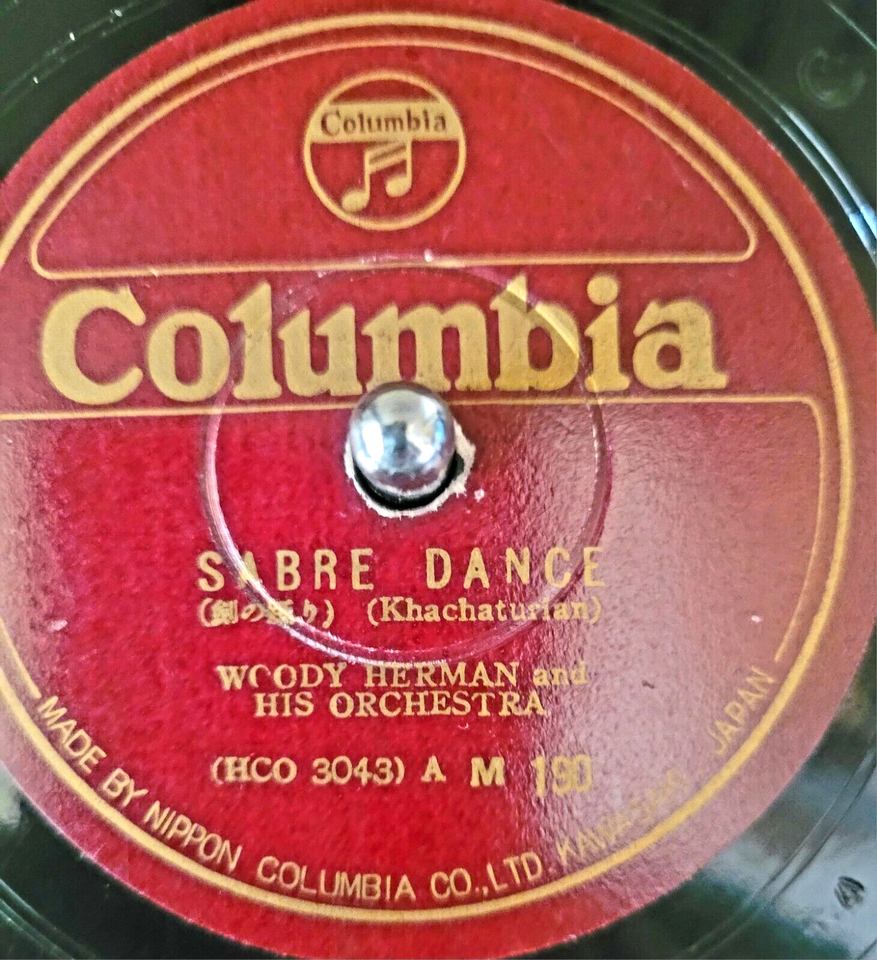 Columbia
Columbia
SABRE DANCE
(剣の踊り) (Khachaturian)
WOODY HERMAN and
HIS ORCHESTRA
(HCO 3043) A M 190
MADE BY NIPPON COLUMBIA CO., LTD. KAWASAKI JAPAN